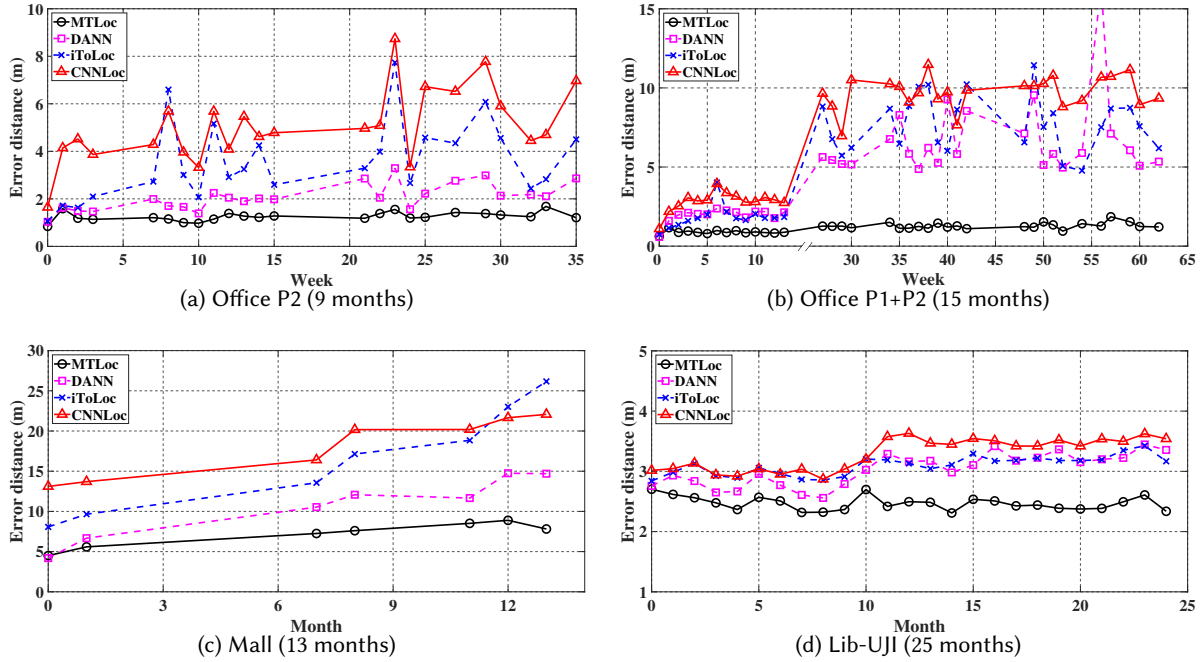 10
8
6
4
2
0
Error distance (m)
MTLoc
DANN
iToLoc
CNNLoc
0 5 10 15 20 25 30 35
Week
(a) Office P2 (9 months)
15
10
5
0
Error distance (m)
MTLoc
DANN
iToLoc
CNNLoc
0 5 10 // 30 35 40 45 50 55 60 65
Week
(b) Office P1+P2 (15 months)
30
25
20
15
10
5
0
Error distance (m)
MTLoc
DANN
iToLoc
CNNLoc
0 3 6 9 12
Month
(c) Mall (13 months)
5
4
3
2
1
Error distance (m)
MTLoc
DANN
iToLoc
CNNLoc
0 5 10 15 20 25
Month
(d) Lib-UJI (25 months)